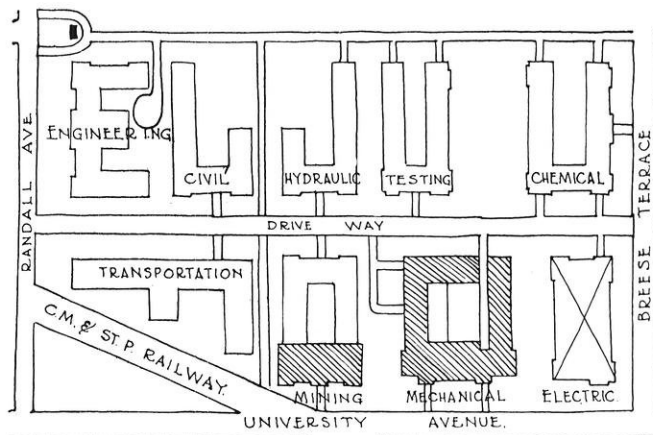 ENGINEERING
CIVIL
HYDRAULIC
TESTING
CHEMICAL
RANDALL AVE.
BREESE TERRACE
DRIVE WAY
TRANSPORTATION
C.M. & ST. P. RAILWAY.
MINING
MECHANICAL
ELECTRIC.
UNIVERSITY AVENUE.